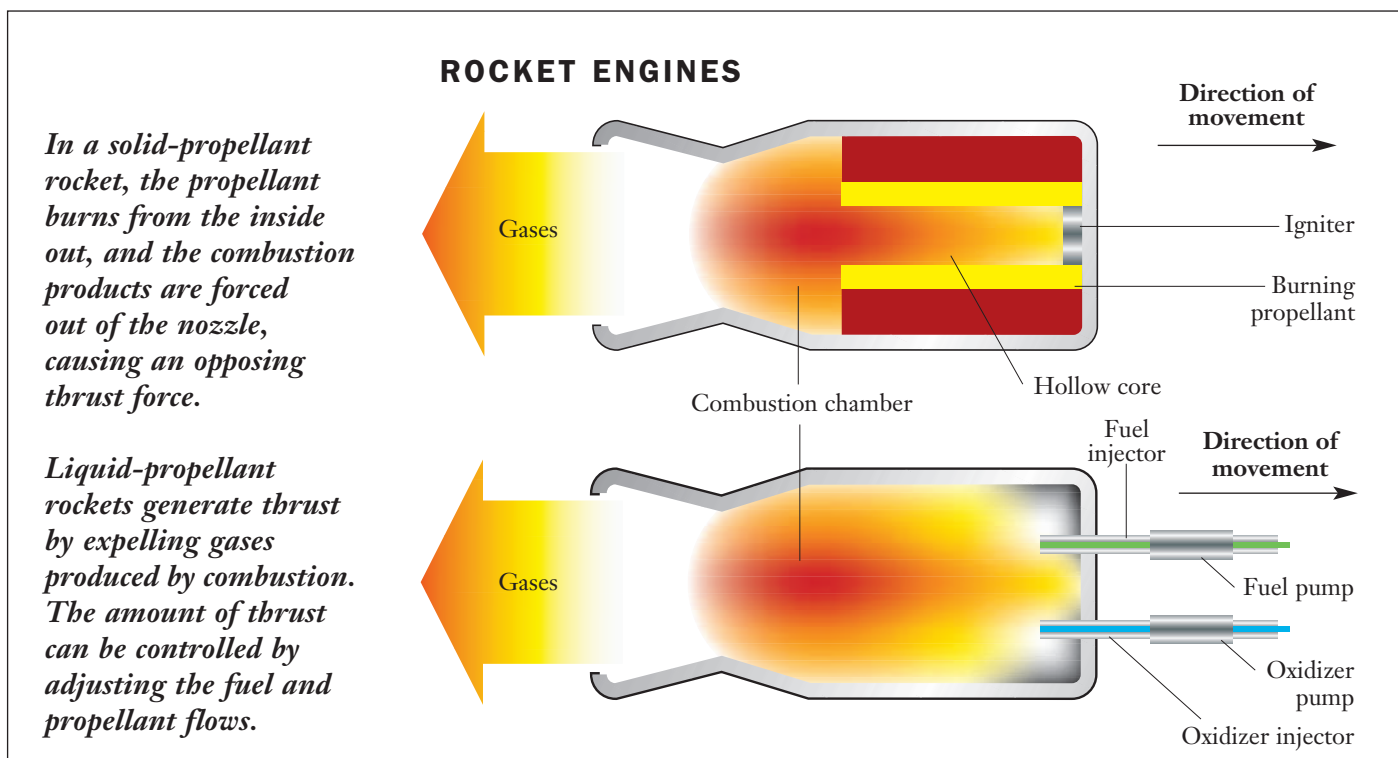 ROCKET ENGINES
In a solid-propellant
rocket, the propellant
burns from the inside
out, and the combustion
products are forced
out of the nozzle,
causing an opposing
thrust force.
Liquid-propellant
rockets generate thrust
by expelling gases
produced by combustion.
The amount of thrust
can be controlled by
adjusting the fuel and
propellant flows.
Direction of
movement
Gases
Igniter
Burning
propellant
Hollow core
Combustion chamber
Fuel
injector
Direction of
movement
Gases
Fuel pump
Oxidizer
pump
Oxidizer injector